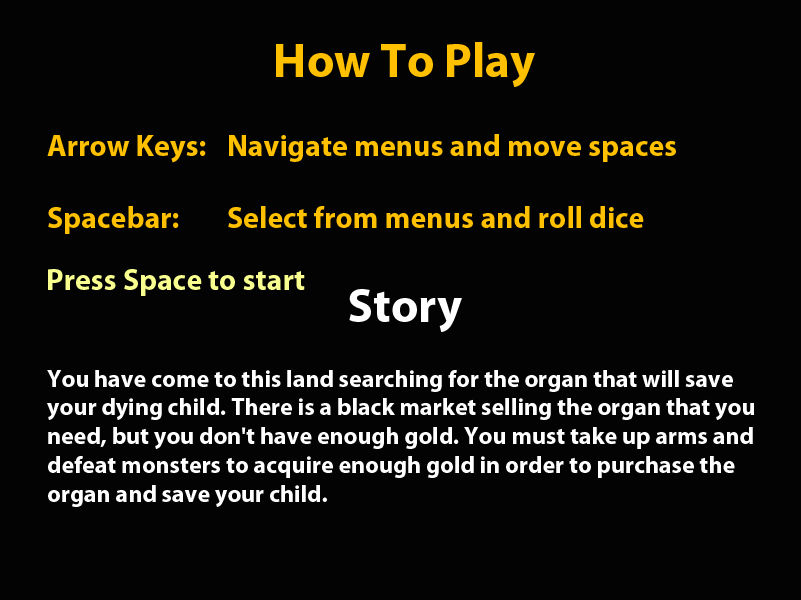 How To Play
Arrow Keys: Navigate menus and move spaces
Spacebar: Select from menus and roll dice
Press Space to start
Story
You have come to this land searching for the organ that will save
your dying child. There is a black market selling the organ that you
need, but you don't have enough gold. You must take up arms and
defeat monsters to acquire enough gold in order to purchase the
organ and save your child.